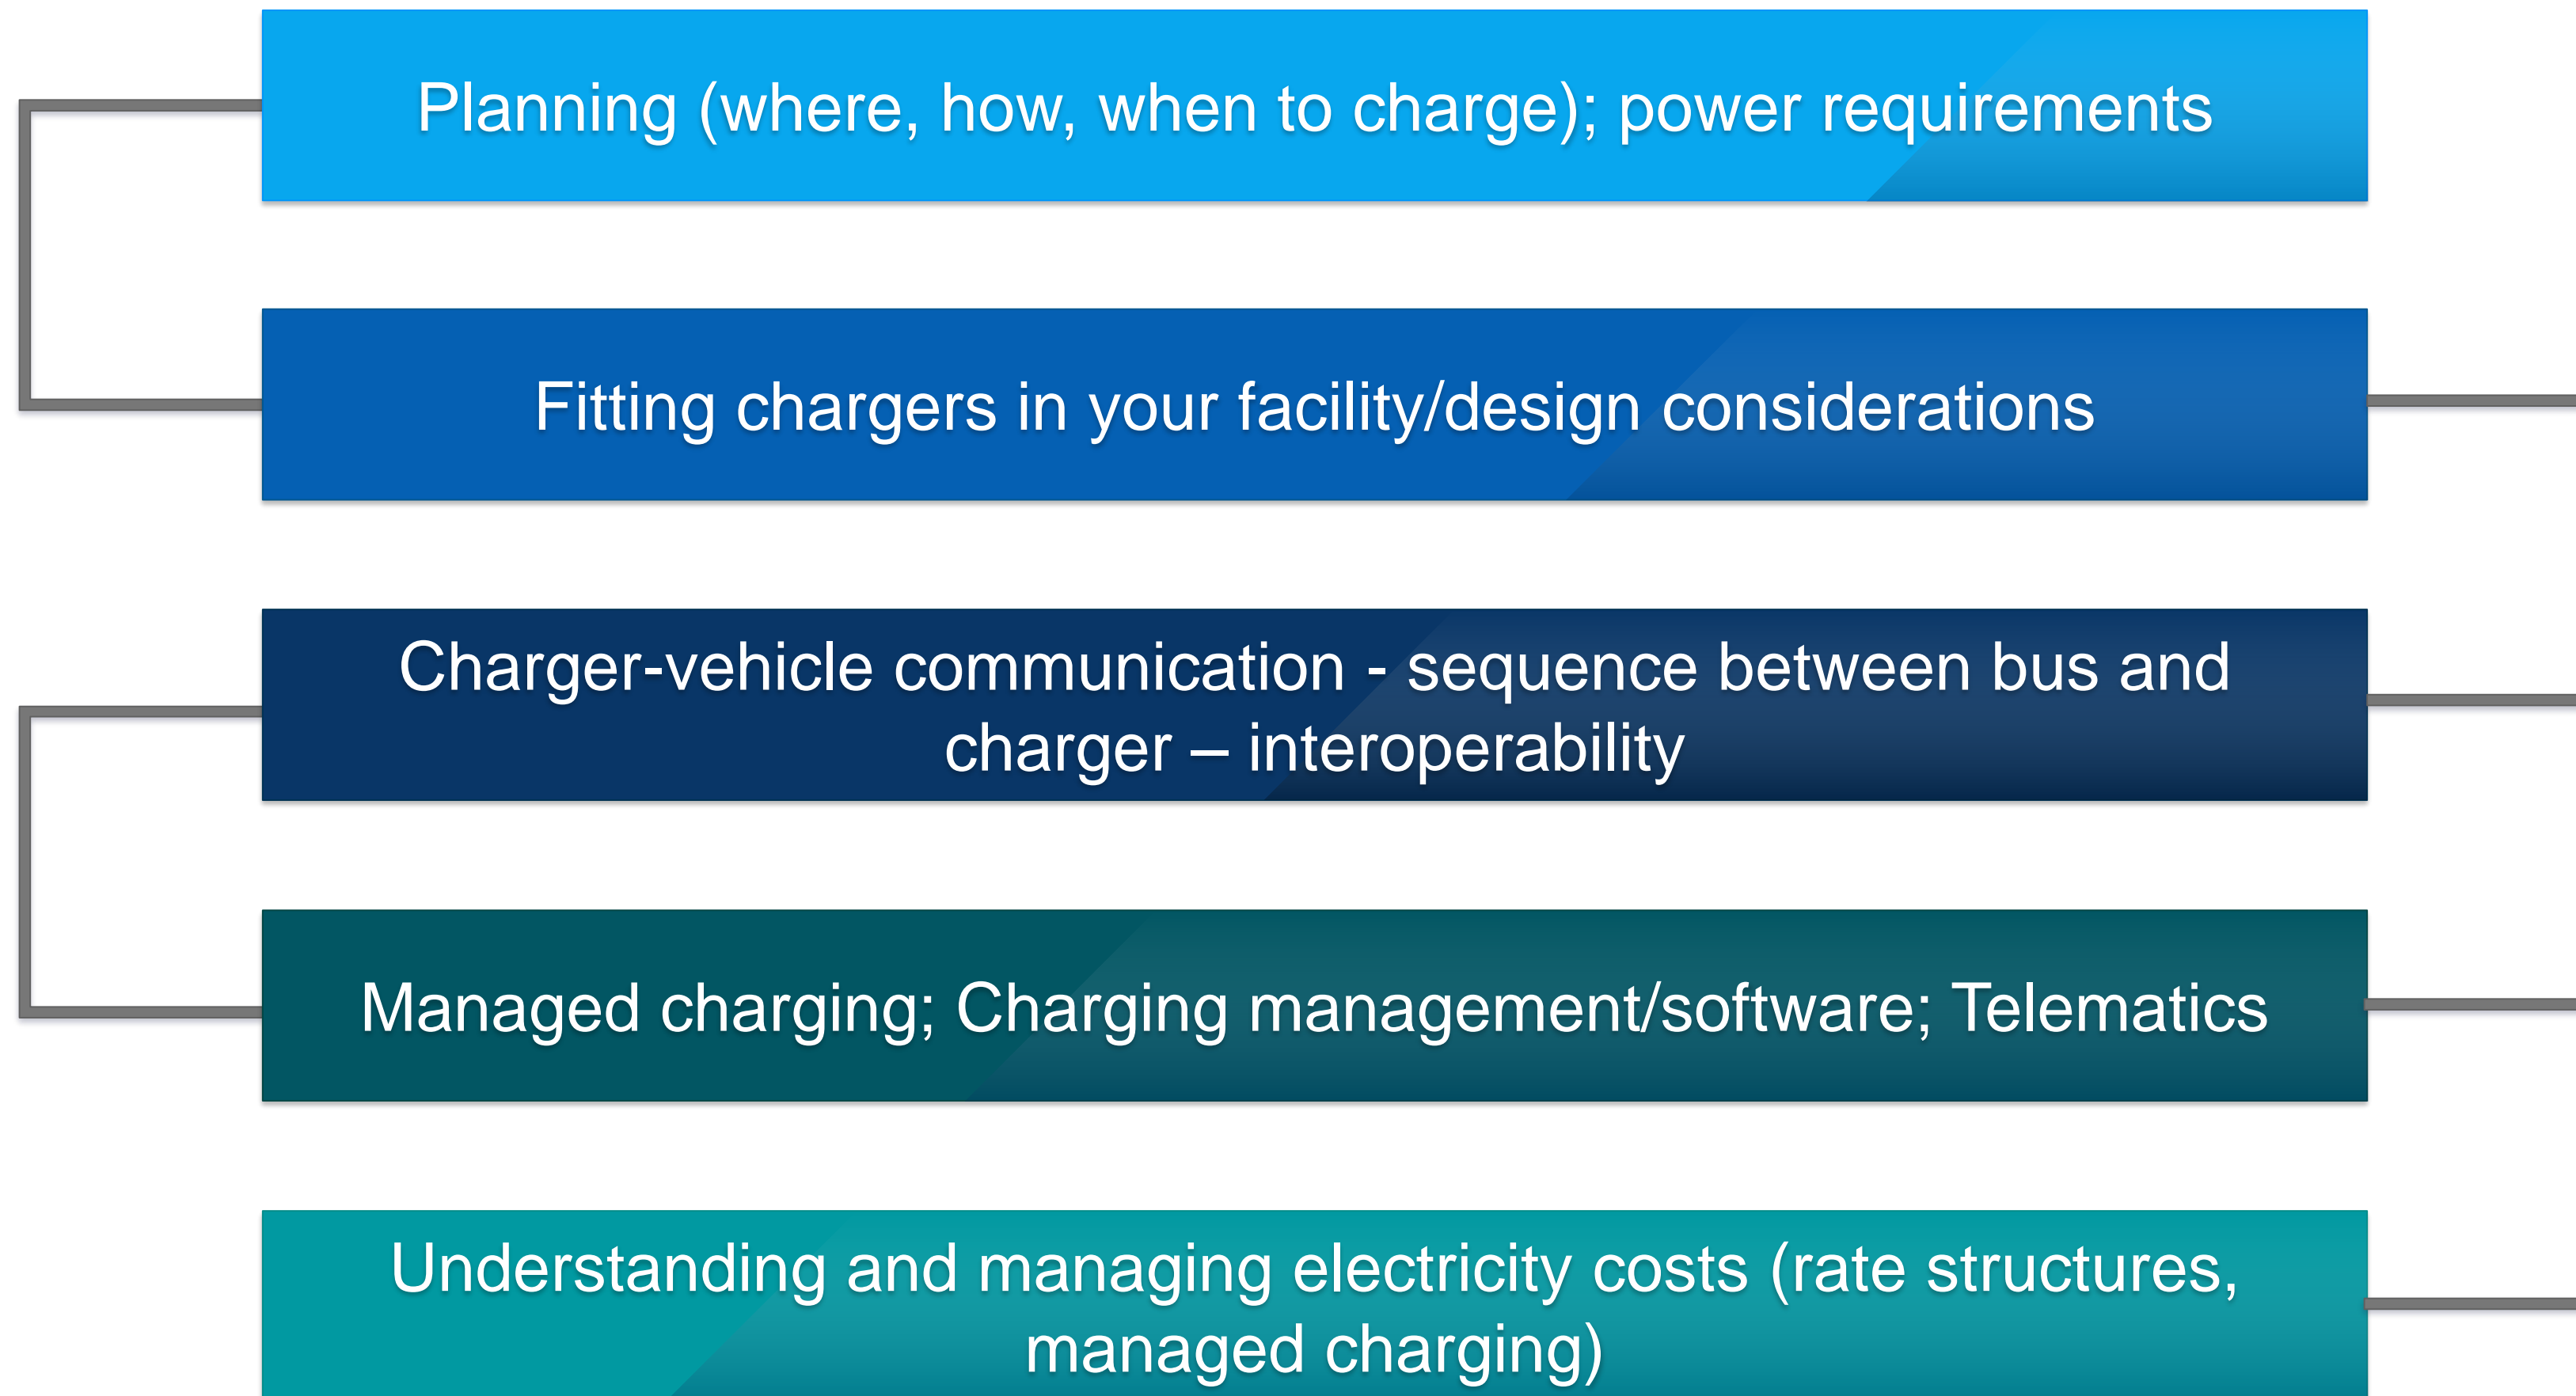 Planning (where, how, when to charge); power requirements
Fitting chargers in your facility/design considerations
Charger-vehicle communication - sequence between bus and
charger – interoperability
Managed charging; Charging management/software; Telematics
Understanding and managing electricity costs (rate structures,
managed charging)